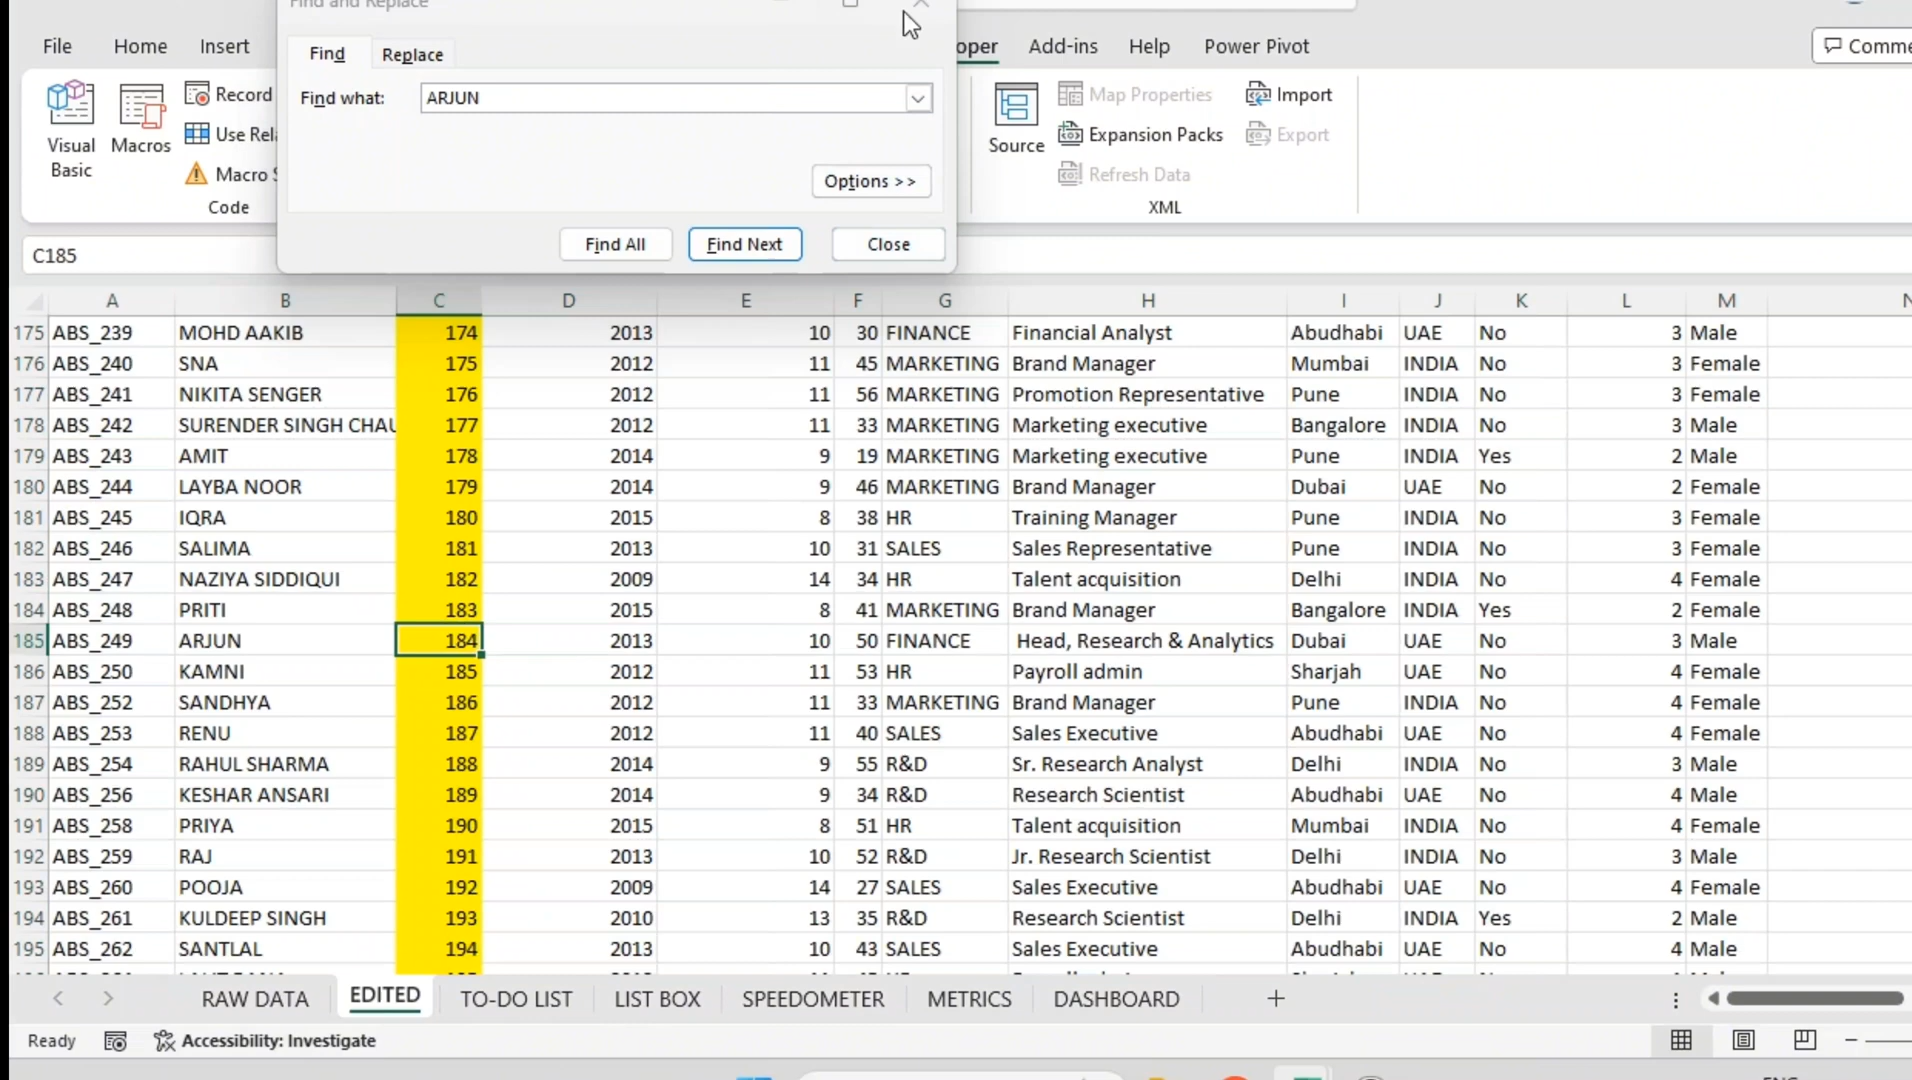 Find and Replace
File Home Insert oper Add-ins Help Power Pivot Comme
Find Replace
Find what: ARJUN
Options >>
Find All Find Next Close
Visual Basic
Macros
Record
Use Rela
Macro S
Code
Source
Map Properties
Expansion Packs
Refresh Data
Import
Export
XML
C185
A B C D E F G H I J K L M N
175 ABS_239 MOHD AAKIB 174 2013 10 30 FINANCE Financial Analyst Abudhabi UAE No 3 Male
176 ABS_240 SNA 175 2012 11 45 MARKETING Brand Manager Mumbai INDIA No 3 Female
177 ABS_241 NIKITA SENGER 176 2012 11 56 MARKETING Promotion Representative Pune INDIA No 3 Female
178 ABS_242 SURENDER SINGH CHAU 177 2012 11 33 MARKETING Marketing executive Bangalore INDIA No 3 Male
179 ABS_243 AMIT 178 2014 9 19 MARKETING Marketing executive Pune INDIA Yes 2 Male
180 ABS_244 LAYBA NOOR 179 2014 9 46 MARKETING Brand Manager Dubai UAE No 2 Female
181 ABS_245 IQRA 180 2015 8 38 HR Training Manager Pune INDIA No 3 Female
182 ABS_246 SALIMA 181 2013 10 31 SALES Sales Representative Pune INDIA No 3 Female
183 ABS_247 NAZIYA SIDDIQUI 182 2009 14 34 HR Talent acquisition Delhi INDIA No 4 Female
184 ABS_248 PRITI 183 2015 8 41 MARKETING Brand Manager Bangalore INDIA Yes 2 Female
185 ABS_249 ARJUN 184 2013 10 50 FINANCE Head, Research & Analytics Dubai UAE No 3 Male
186 ABS_250 KAMNI 185 2012 11 53 HR Payroll admin Sharjah UAE No 4 Female
187 ABS_252 SANDHYA 186 2012 11 33 MARKETING Brand Manager Pune INDIA No 4 Female
188 ABS_253 RENU 187 2012 11 40 SALES Sales Executive Abudhabi UAE No 4 Female
189 ABS_254 RAHUL SHARMA 188 2014 9 55 R&D Sr. Research Analyst Delhi INDIA No 3 Male
190 ABS_256 KESHAR ANSARI 189 2014 9 34 R&D Research Scientist Abudhabi UAE No 4 Male
191 ABS_258 PRIYA 190 2015 8 51 HR Talent acquisition Mumbai INDIA No 4 Female
192 ABS_259 RAJ 191 2013 10 52 R&D Jr. Research Scientist Delhi INDIA No 3 Male
193 ABS_260 POOJA 192 2009 14 27 SALES Sales Executive Abudhabi UAE No 4 Female
194 ABS_261 KULDEEP SINGH 193 2010 13 35 R&D Research Scientist Delhi INDIA Yes 2 Male
195 ABS_262 SANTLAL 194 2013 10 43 SALES Sales Executive Abudhabi UAE No 4 Male
RAW DATA EDITED TO-DO LIST LIST BOX SPEEDOMETER METRICS DASHBOARD
Ready Accessibility: Investigate